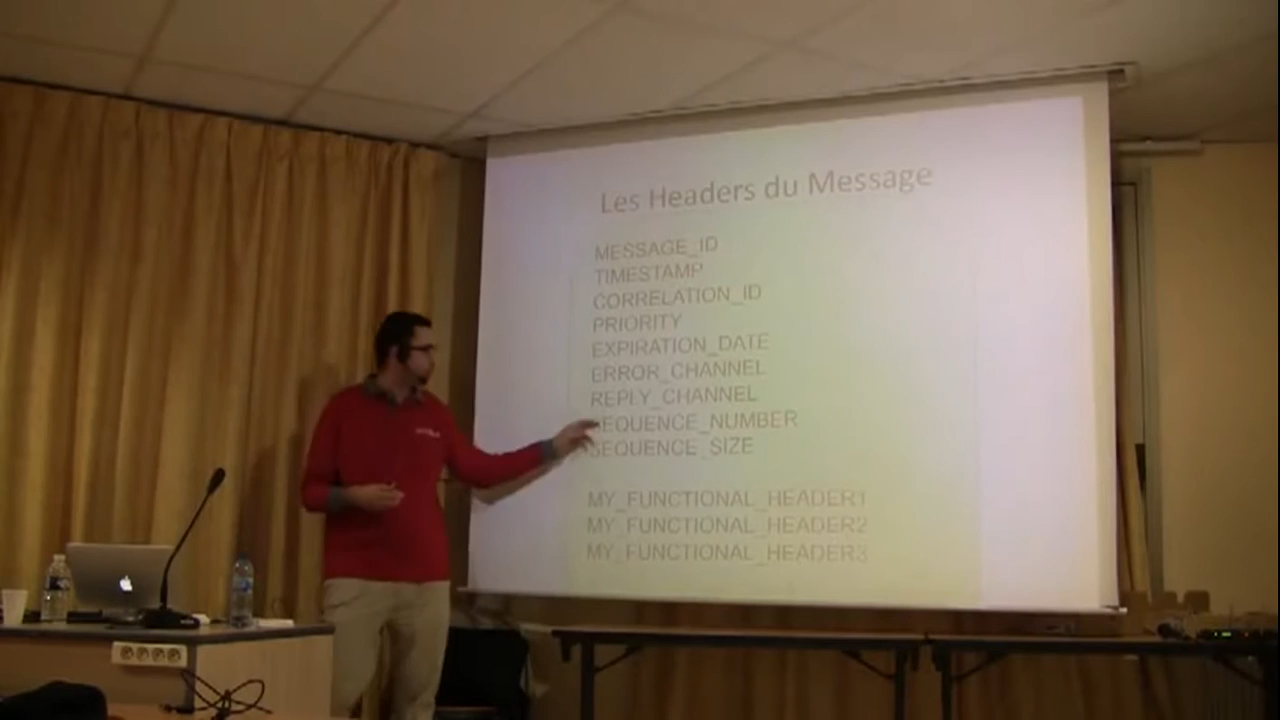 Les Headers du Message
MESSAGE_ID
TIMESTAMP
CORRELATION_ID
PRIORITY
EXPIRATION_DATE
ERROR_CHANNEL
REPLY_CHANNEL
SEQUENCE_NUMBER
SEQUENCE_SIZE
MY_FUNCTIONAL_HEADER1
MY_FUNCTIONAL_HEADER2
MY_FUNCTIONAL_HEADER3